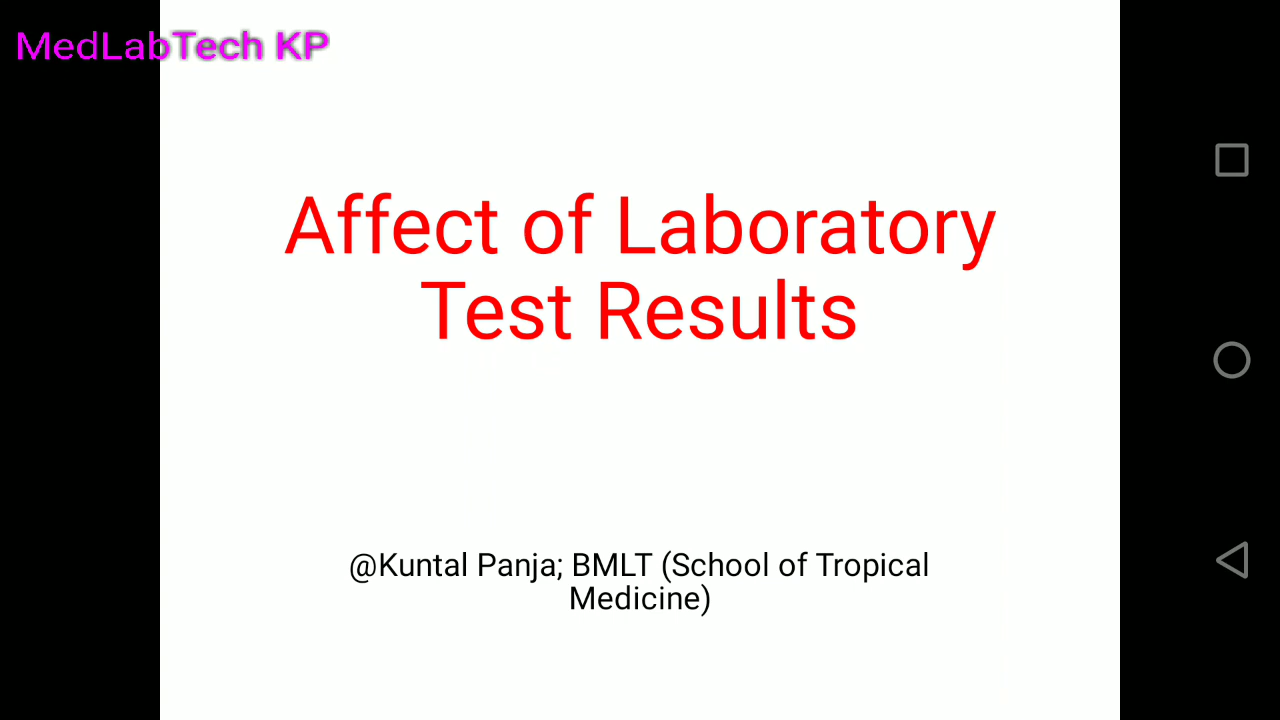 MedLabTech KP
Affect of Laboratory
Test Results
@Kuntal Panja; BMLT (School of Tropical
Medicine)